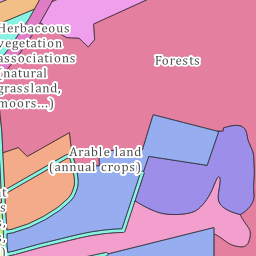 Herbaceous
vegetation
associations
(natural
grassland,
moors...)
Forests
Arable land
(annual crops)